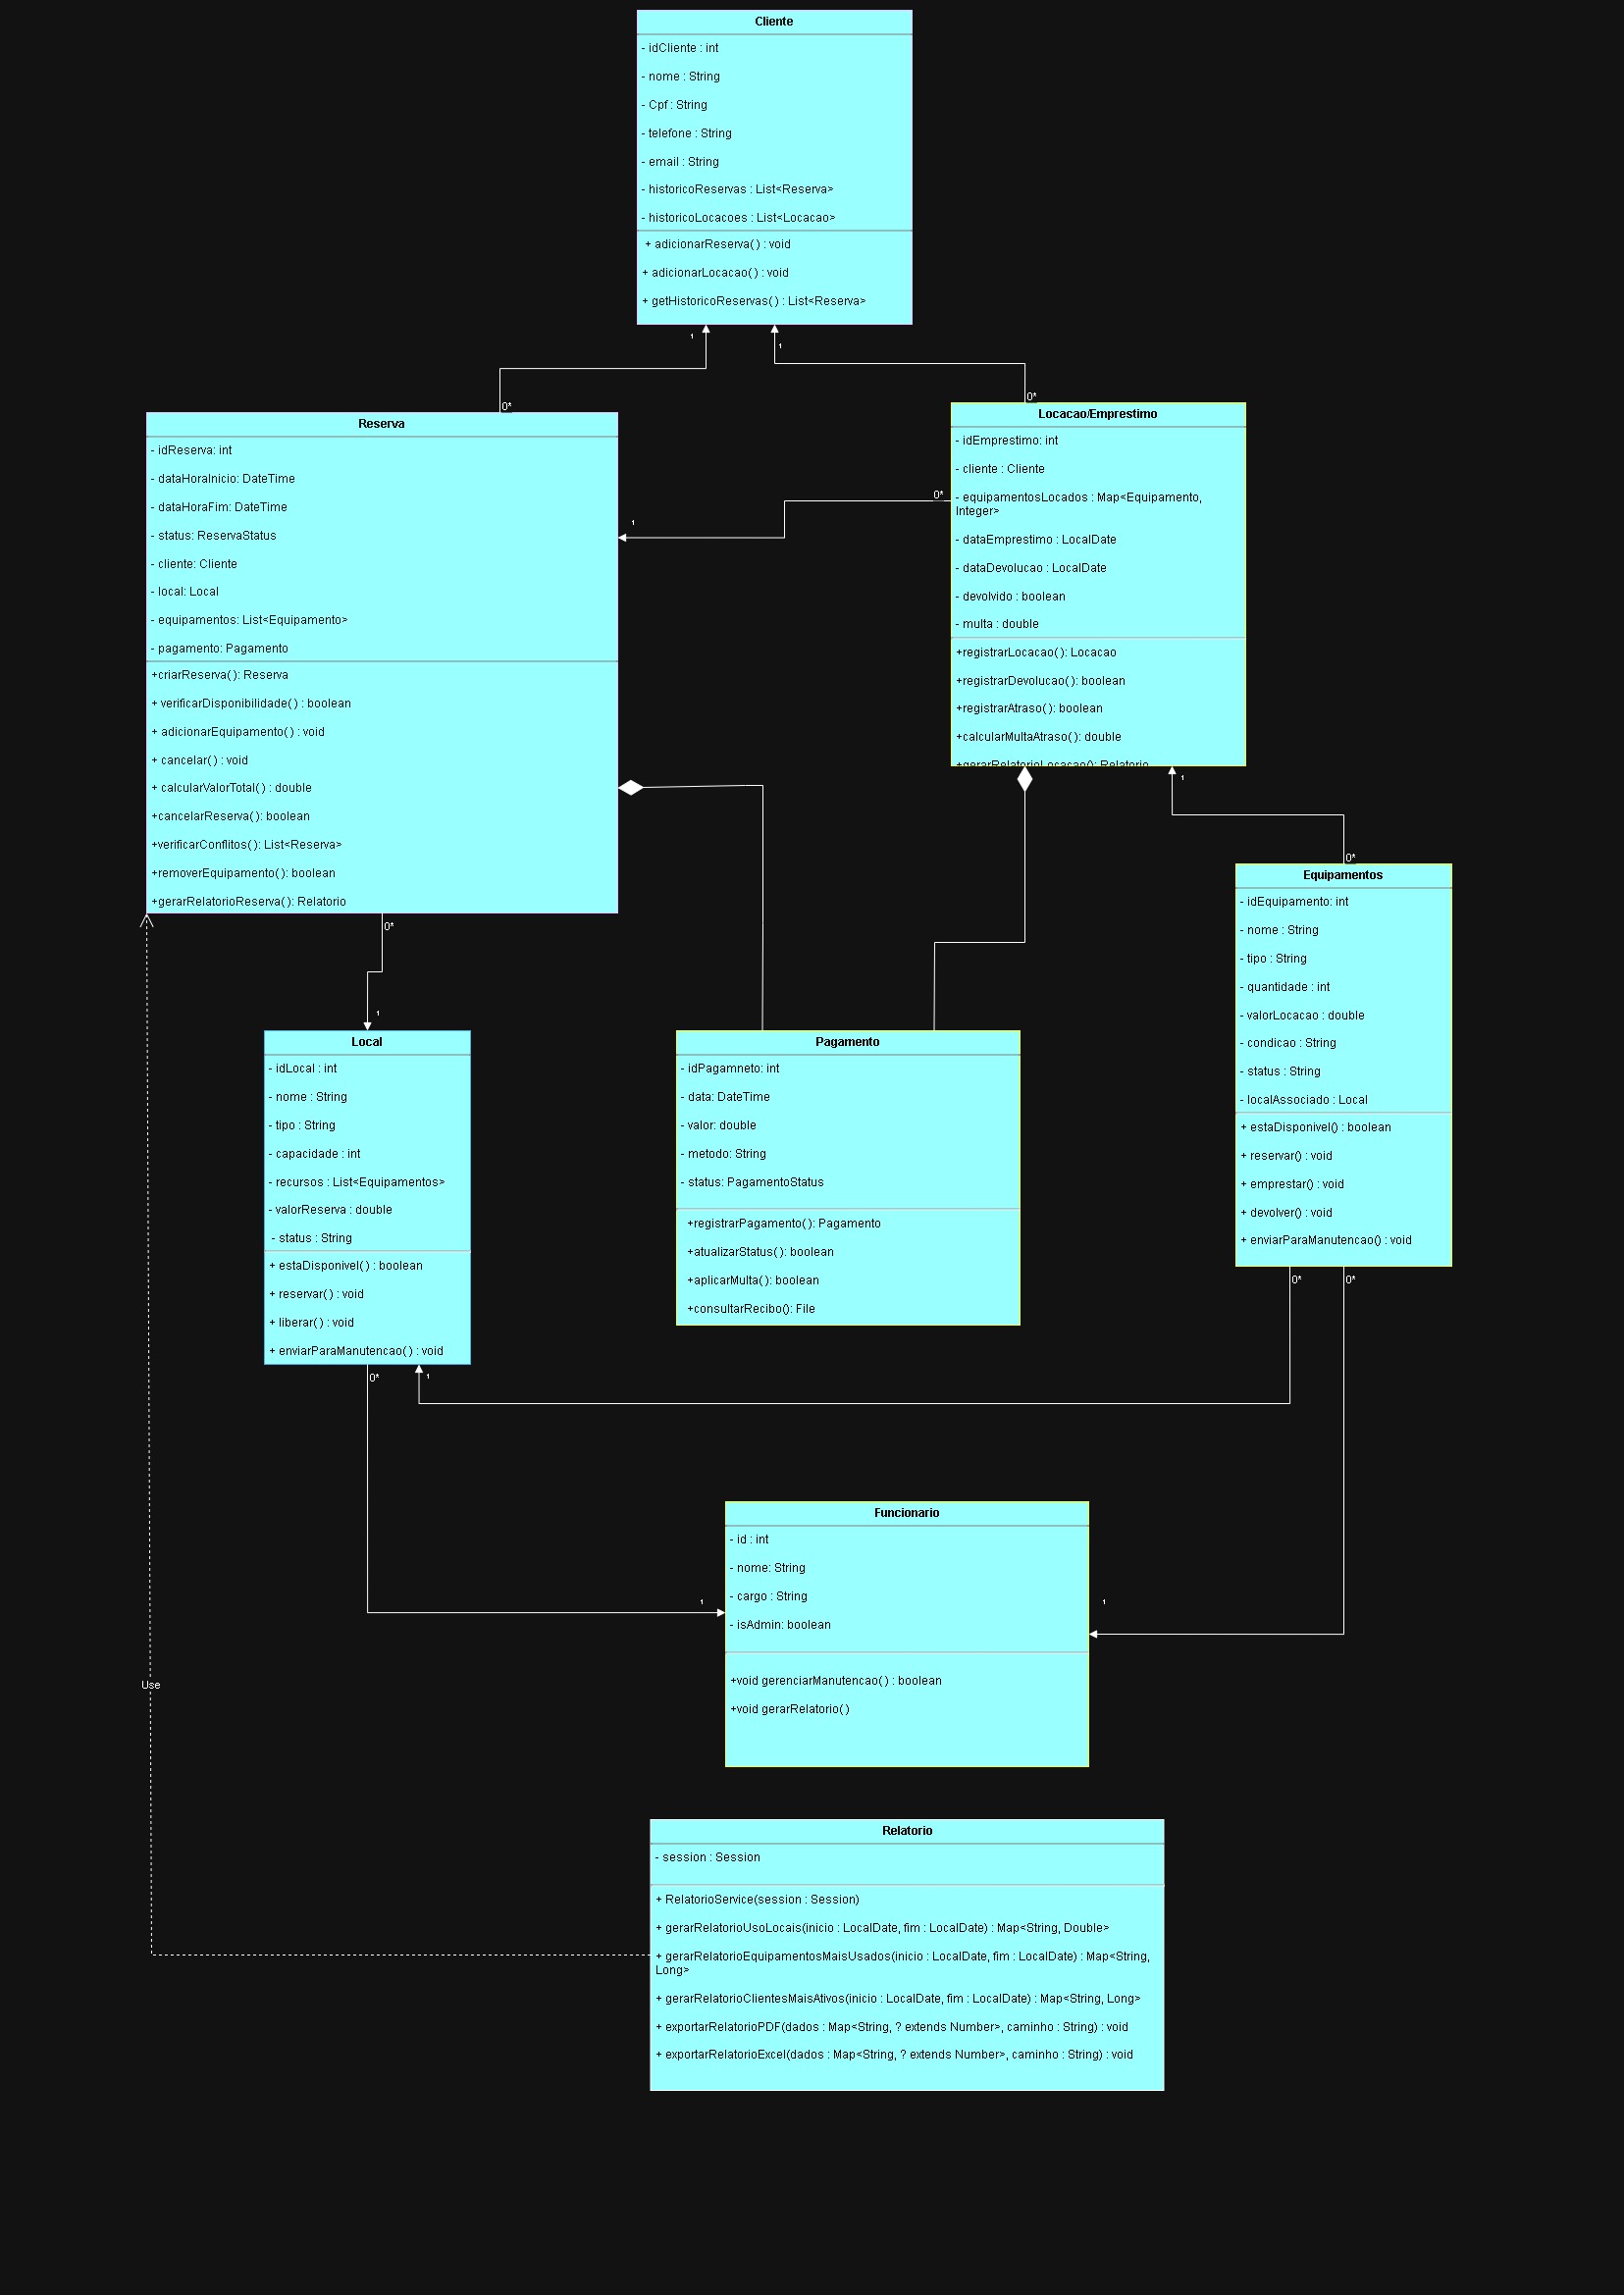 Cliente
- idCliente : int
- nome : String
- Cpf : String
- telefone : String
- email : String
- historicoReservas : List<Reserva>
- historicoLocacoes : List<Locacao>
+ adicionarReserva() : void
+ adicionarLocacao() : void
+ getHistoricoReservas() : List<Reserva>
1
1
0*
0*
Reserva
- idReserva: int
- dataHoraInicio: DateTime
- dataHoraFim: DateTime
- status: ReservaStatus
- cliente: Cliente
- local: Local
- equipamentos: List<Equipamento>
- pagamento: Pagamento
+criarReserva(): Reserva
+ verificarDisponibilidade() : boolean
+ adicionarEquipamento() : void
+ cancelar() : void
+ calcularValorTotal() : double
+cancelarReserva(): boolean
+verificarConflitos(): List<Reserva>
+removerEquipamento(): boolean
+gerarRelatorioReserva(): Relatorio
1
0*
Locacao/Emprestimo
- idEmprestimo: int
- cliente : Cliente
- equipamentosLocados : Map<Equipamento,
Integer>
- dataEmprestimo : LocalDate
- dataDevolucao : LocalDate
- devolvido : boolean
- multa : double
+registrarLocacao(): Locacao
+registrarDevolucao(): boolean
+registrarAtraso(): boolean
+calcularMultaAtraso(): double
+gerarRelatorioLocacao(): Relatorio
1
0*
Equipamentos
- idEquipamento: int
- nome : String
- tipo : String
- quantidade : int
- valorLocacao : double
- condicao : String
- status : String
- localAssociado : Local
+ estaDisponivel() : boolean
+ reservar() : void
+ emprestar() : void
+ devolver() : void
+ enviarParaManutencao() : void
0*
0*
0*
1
Local
- idLocal : int
- nome : String
- tipo : String
- capacidade : int
- recursos : List<Equipamentos>
- valorReserva : double
- status : String
+ estaDisponivel() : boolean
+ reservar() : void
+ liberar() : void
+ enviarParaManutencao() : void
0*
1
Pagamento
- idPagamneto: int
- data: DateTime
- valor: double
- metodo: String
- status: PagamentoStatus
+registrarPagamento(): Pagamento
+atualizarStatus(): boolean
+aplicarMulta(): boolean
+consultarRecibo(): File
1
1
Funcionario
- id : int
- nome: String
- cargo : String
- isAdmin: boolean
+void gerenciarManutencao() : boolean
+void gerarRelatorio()
Use
Relatorio
- session : Session
+ RelatorioService(session : Session)
+ gerarRelatorioUsoLocais(inicio : LocalDate, fim : LocalDate) : Map<String, Double>
+ gerarRelatorioEquipamentosMaisUsados(inicio : LocalDate, fim : LocalDate) : Map<String,
Long>
+ gerarRelatorioClientesMaisAtivos(inicio : LocalDate, fim : LocalDate) : Map<String, Long>
+ exportarRelatorioPDF(dados : Map<String, ? extends Number>, caminho : String) : void
+ exportarRelatorioExcel(dados : Map<String, ? extends Number>, caminho : String) : void